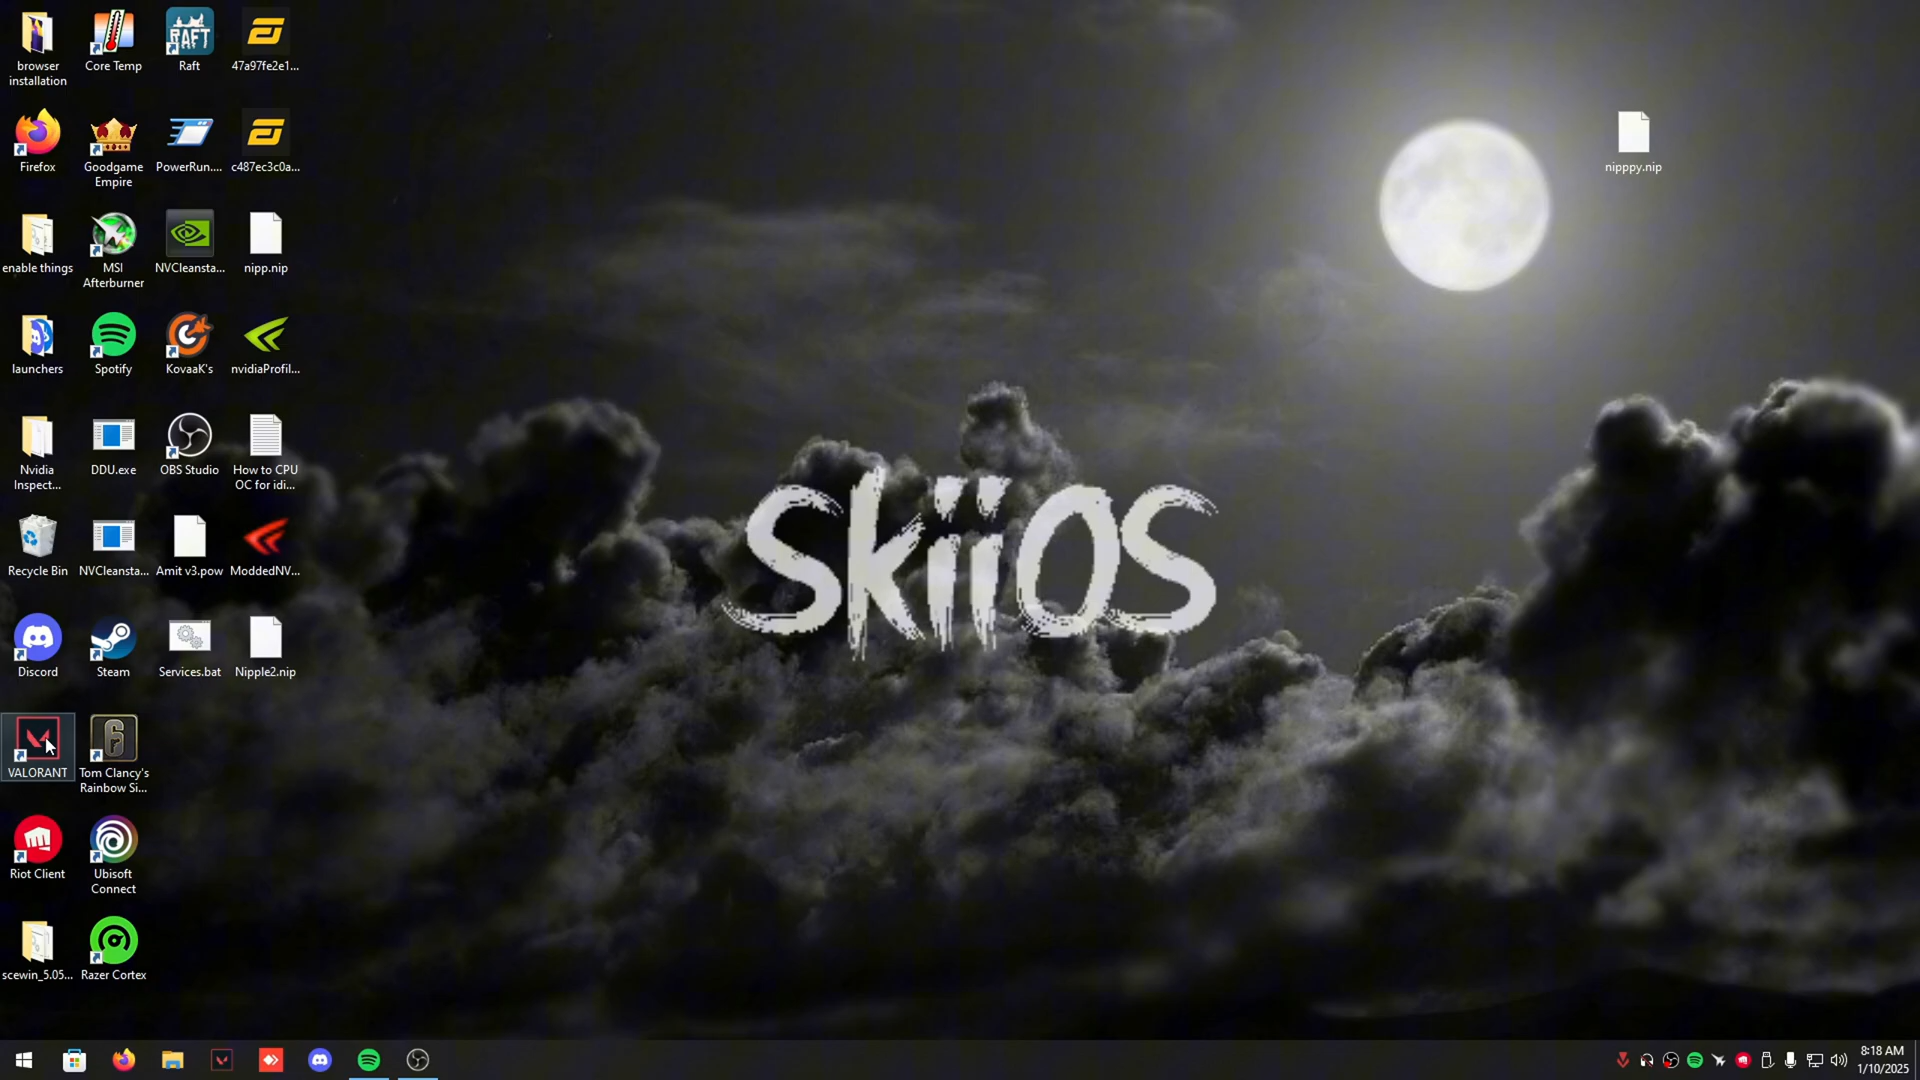 browser
installation
Core Temp
Raft
RAFT
47a97fe2e1...
Firefox
Goodgame
Empire
PowerRun....
c487ec3c0a...
enable things
MSI
Afterburner
NVCleansta...
nipp.nip
launchers
Spotify
KovaaK's
nvidiaProfil...
Nvidia
Inspect...
DDU.exe
OBS Studio
How to CPU
OC for idi...
Recycle Bin
NVCleansta...
Amit v3.pow
ModdedNV...
Discord
Steam
Services.bat
Nipple2.nip
VALORANT
Tom Clancy's
Rainbow Si...
6
Riot Client
Ubisoft
Connect
scewin_5.05...
Razer Cortex
nipppy.nip
SkiiOS
8:18 AM
1/10/2025